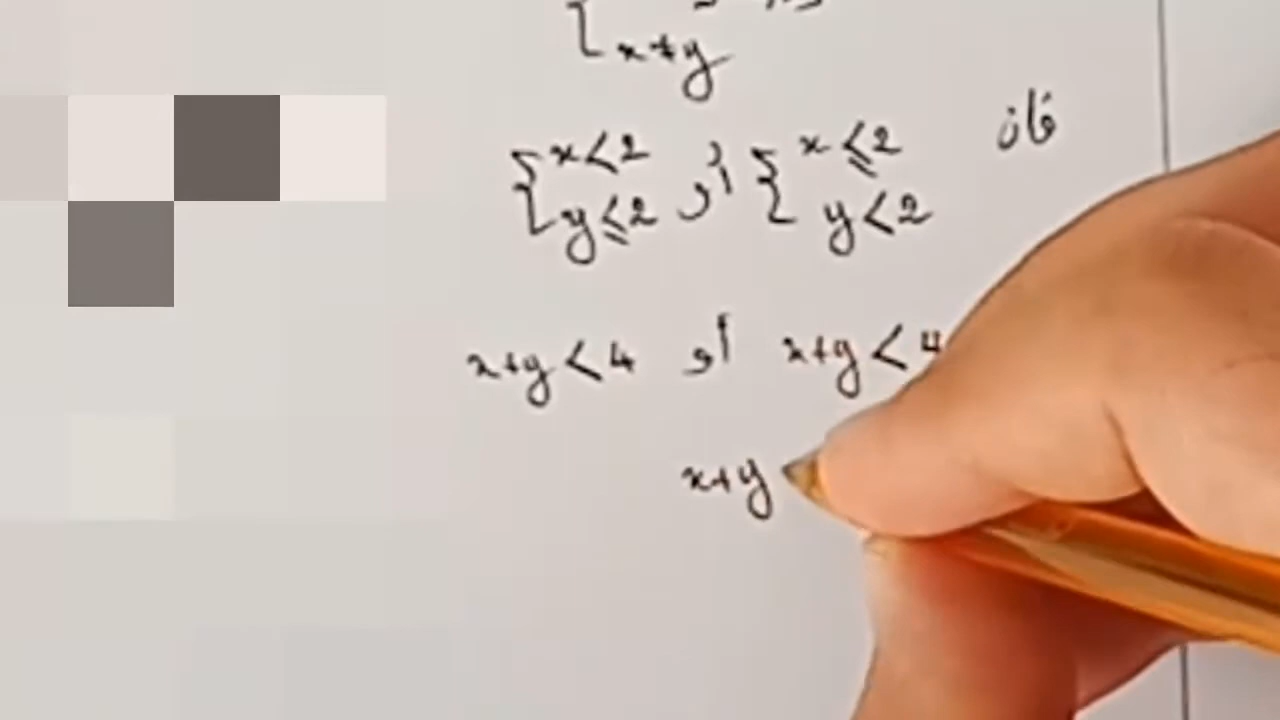 x≠y
فإن { x⩽2 y<2 أو { x<2 y⩽2
x+y<4 أو x+y<4
x+y